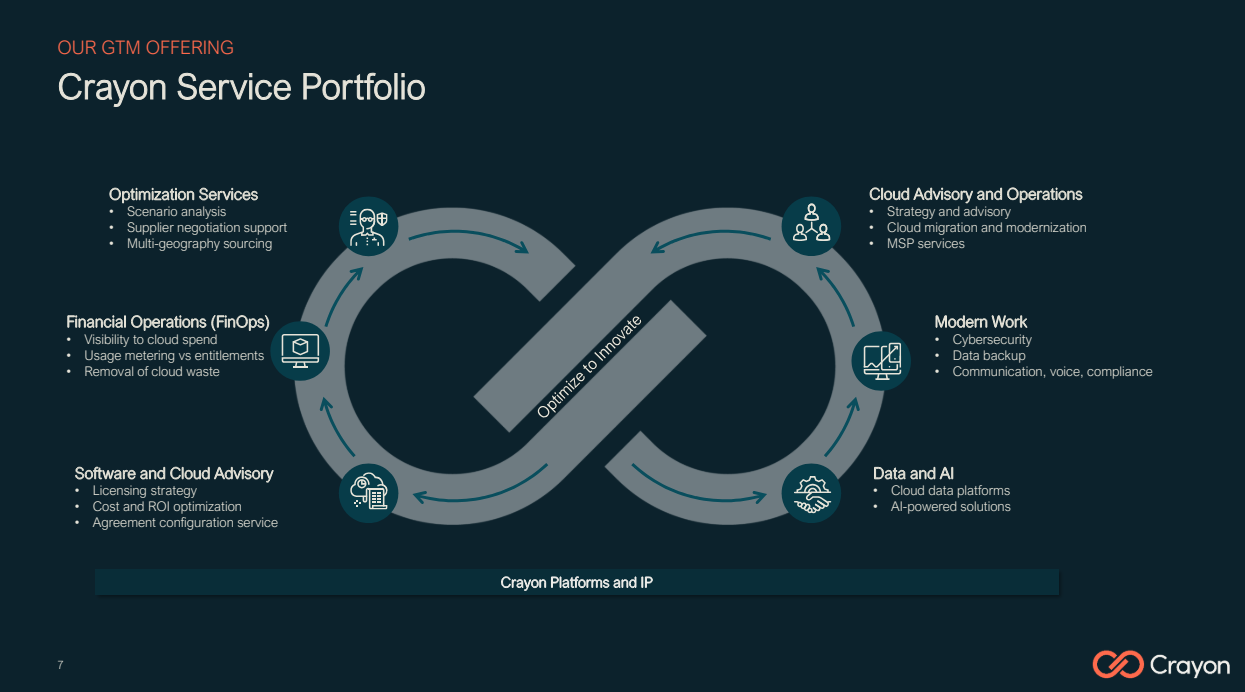 OUR GTM OFFERING
Crayon Service Portfolio
Optimization Services
• Scenario analysis
• Supplier negotiation support
• Multi-geography sourcing
Financial Operations (FinOps)
• Visibility to cloud spend
• Usage metering vs entitlements
• Removal of cloud waste
Software and Cloud Advisory
• Licensing strategy
• Cost and ROI optimization
• Agreement configuration service
Optimize to Innovate
Cloud Advisory and Operations
• Strategy and advisory
• Cloud migration and modernization
• MSP services
Modern Work
• Cybersecurity
• Data backup
• Communication, voice, compliance
Data and AI
• Cloud data platforms
• AI-powered solutions
Crayon Platforms and IP
7
Crayon